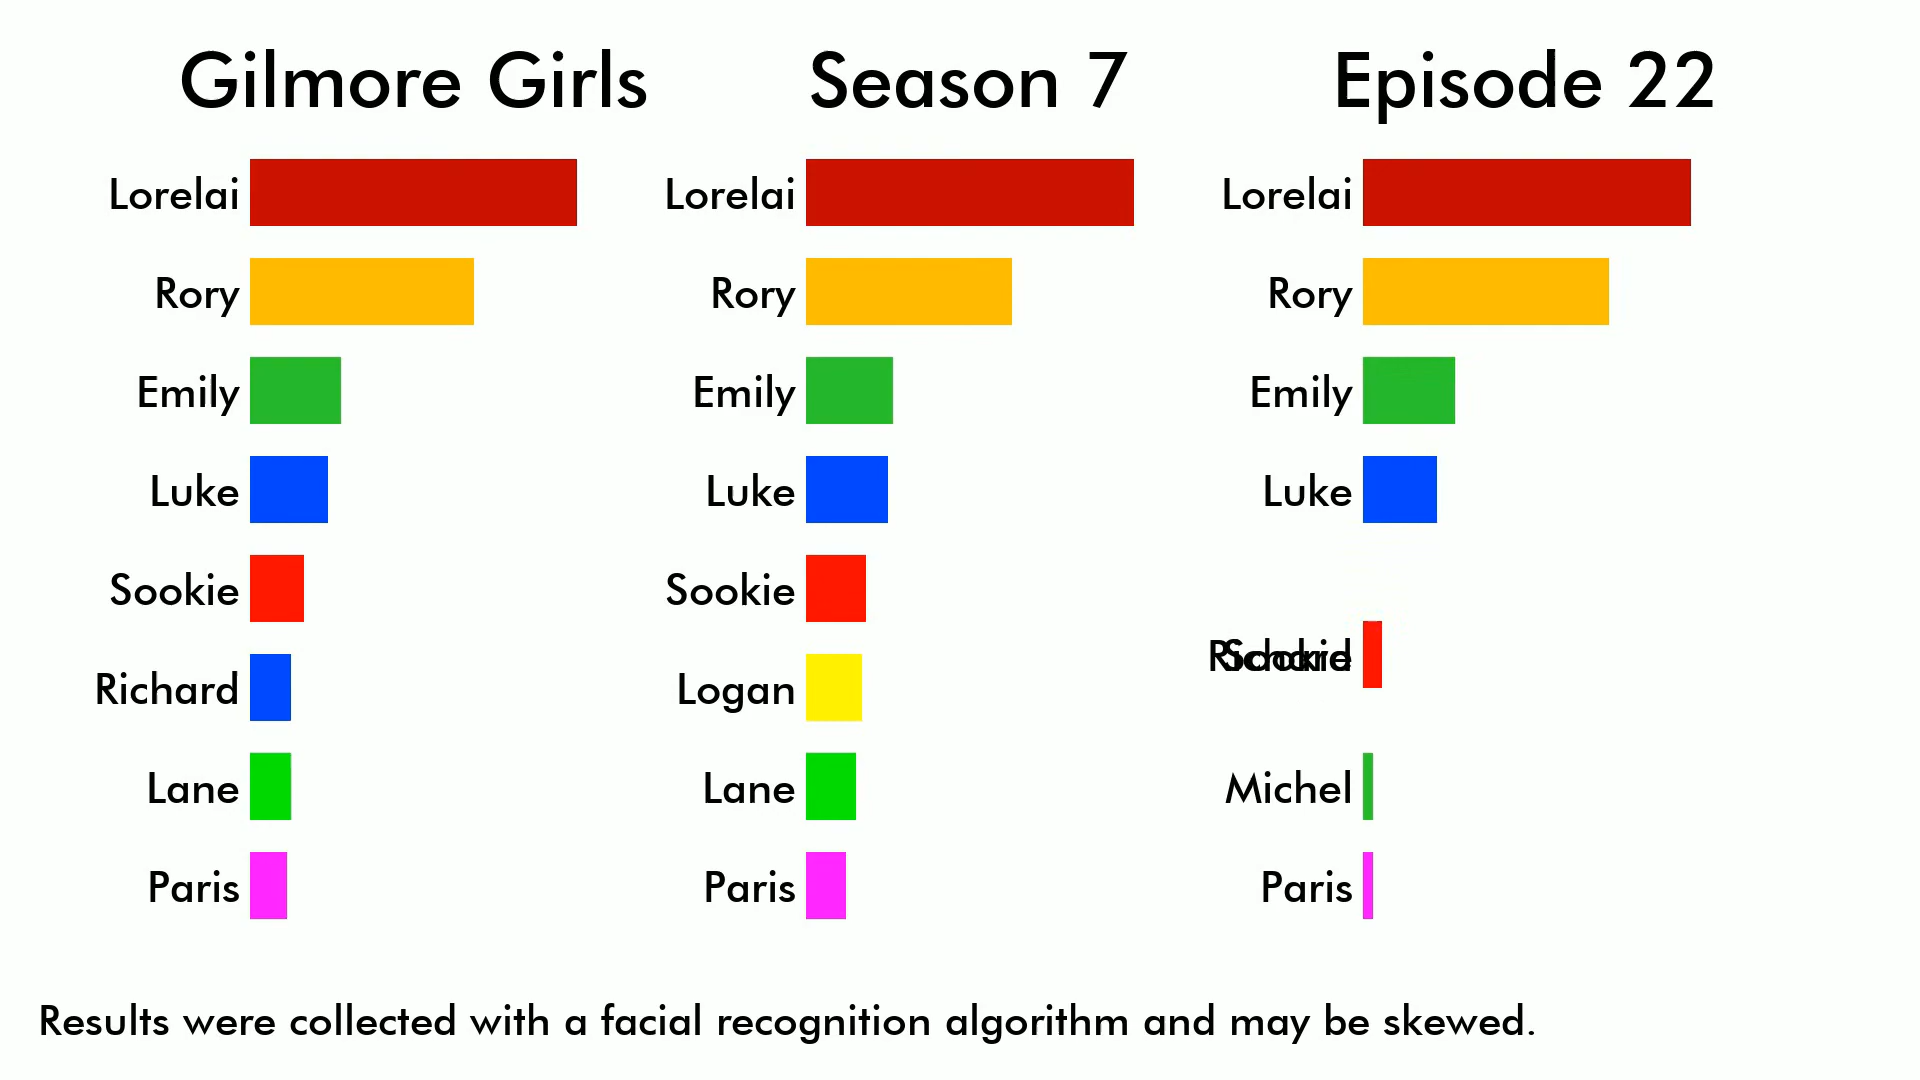 Gilmore Girls Season 7 Episode 22
Lorelai Lorelai Lorelai
Rory Rory Rory
Emily Emily Emily
Luke Luke Luke
Sookie Sookie
Richard Sookie
Richard Logan
Lane Lane Michel
Paris Paris Paris
Results were collected with a facial recognition algorithm and may be skewed.